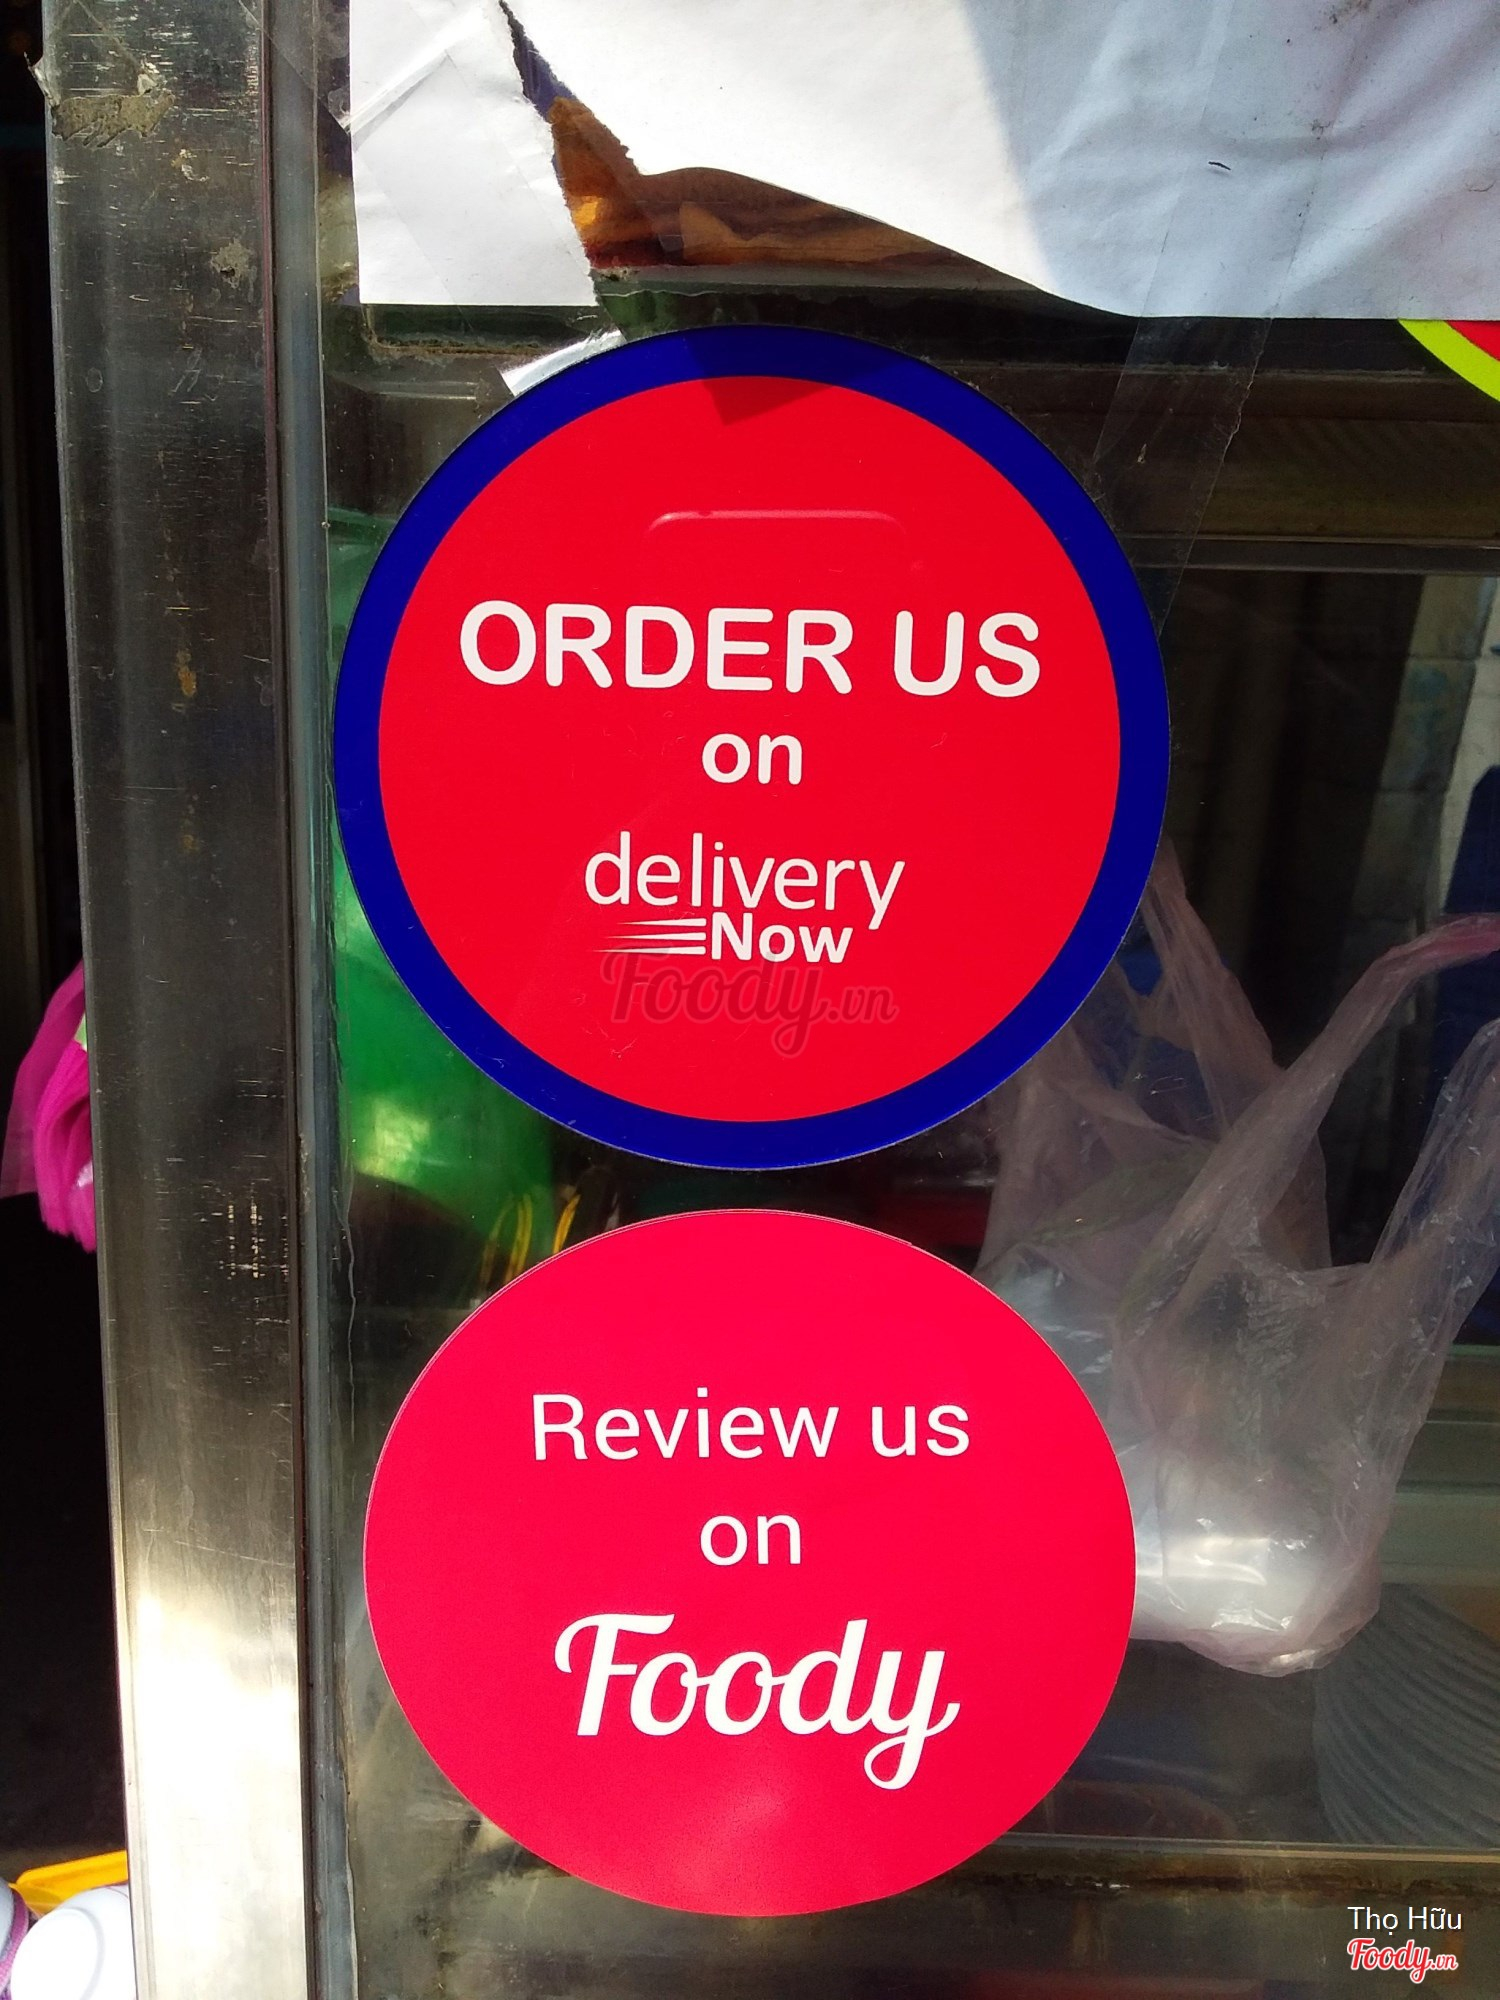 ORDER US
on
delivery
Now
Foody.vn
Review us
on
Foody
Thọ Hữu
Foody.vn